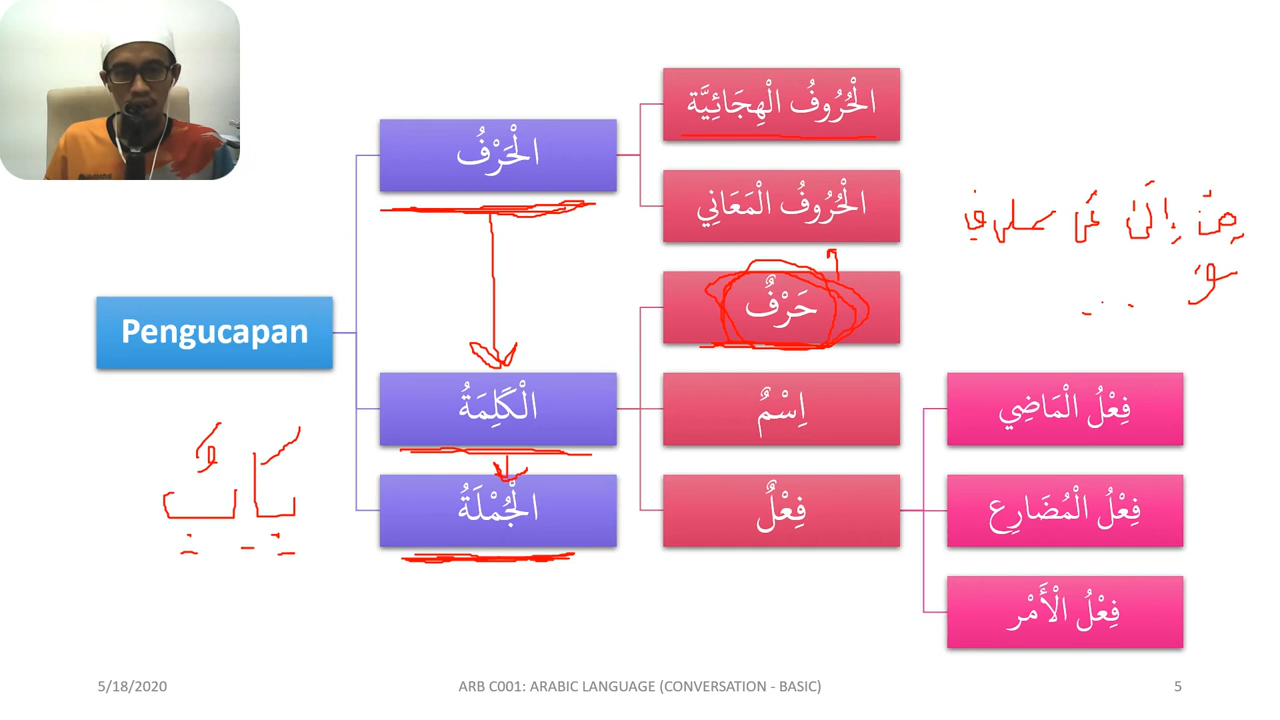 الْحُرُوفُ الْهِجَائِيَّة
الْحَرْفُ
الْحُرُوفُ الْمَعَانِي
مِنْ إِلَى عَن عَلَى فِي
حَرْفٌ
Pengucapan
الْكَلِمَةُ
اِسْمٌ
فِعْلُ الْمَاضِي
الْجُمْلَةُ
فِعْلٌ
فِعْلُ الْمُضَارِع
فِعْلُ الْأَمْر
5/18/2020
ARB C001: ARABIC LANGUAGE (CONVERSATION - BASIC)
5